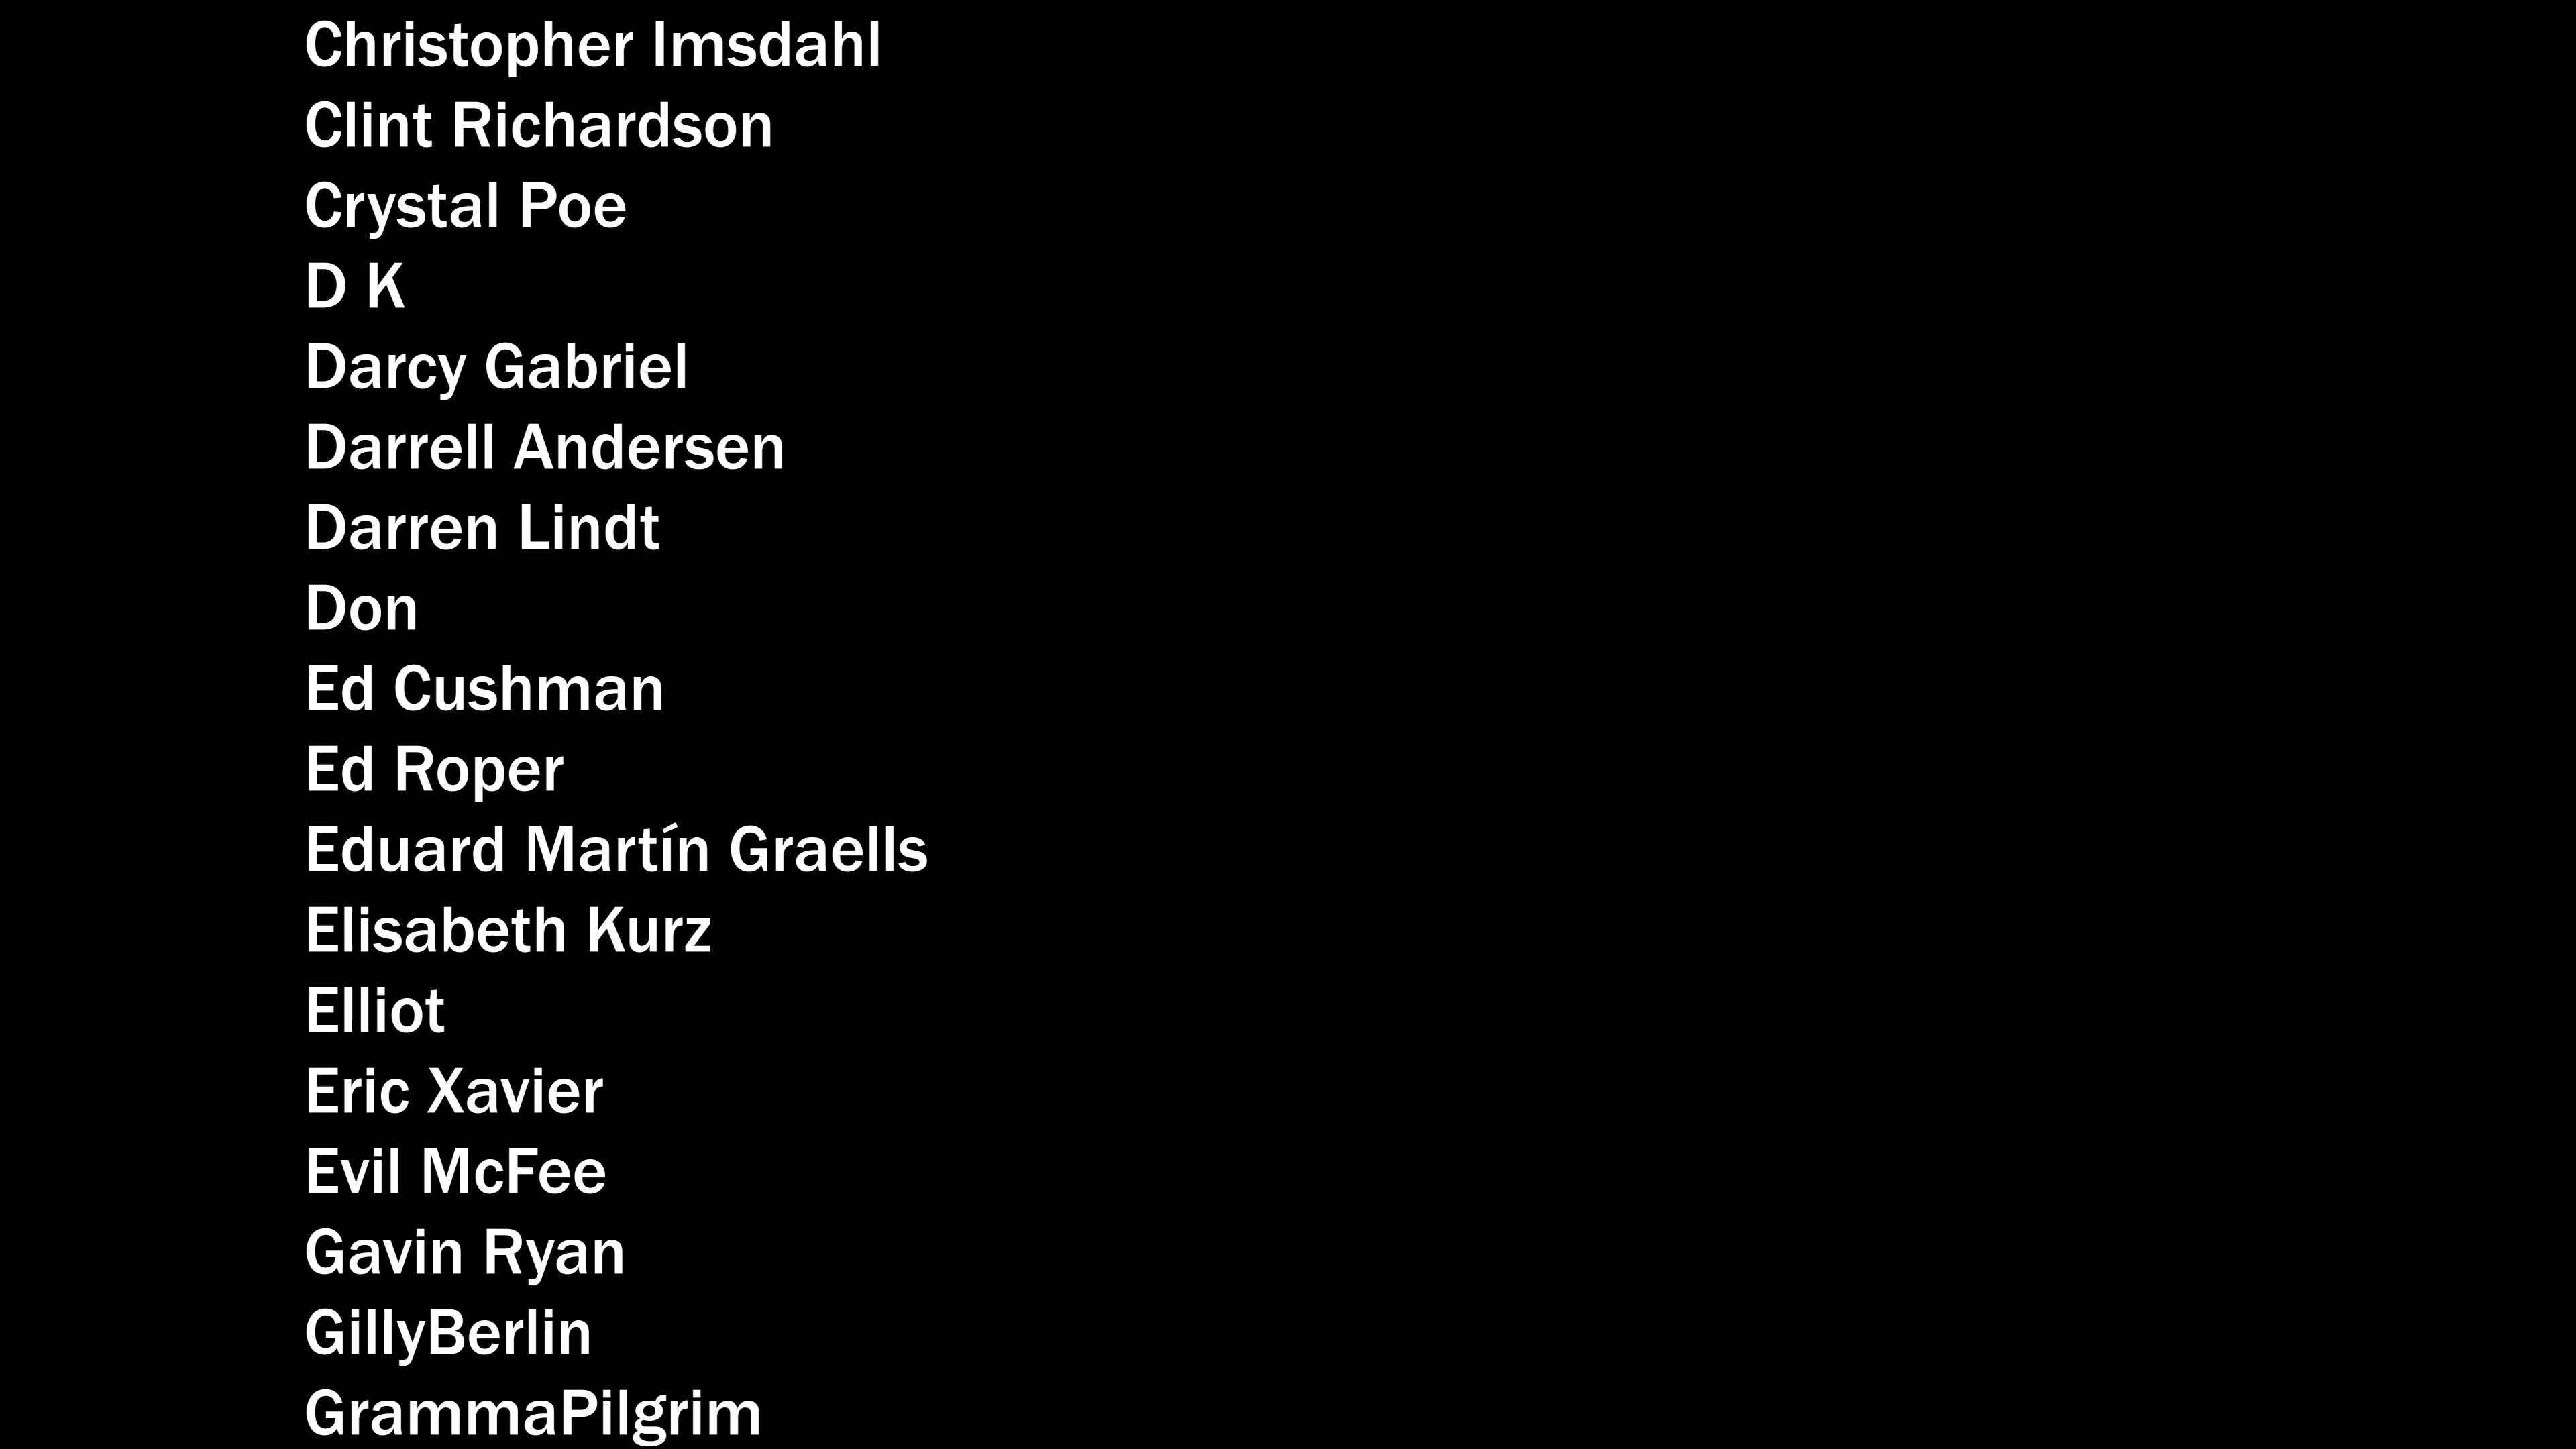 Christopher Imsdahl
Clint Richardson
Crystal Poe
D K
Darcy Gabriel
Darrell Andersen
Darren Lindt
Don
Ed Cushman
Ed Roper
Eduard Martín Graells
Elisabeth Kurz
Elliot
Eric Xavier
Evil McFee
Gavin Ryan
GillyBerlin
GrammaPilgrim